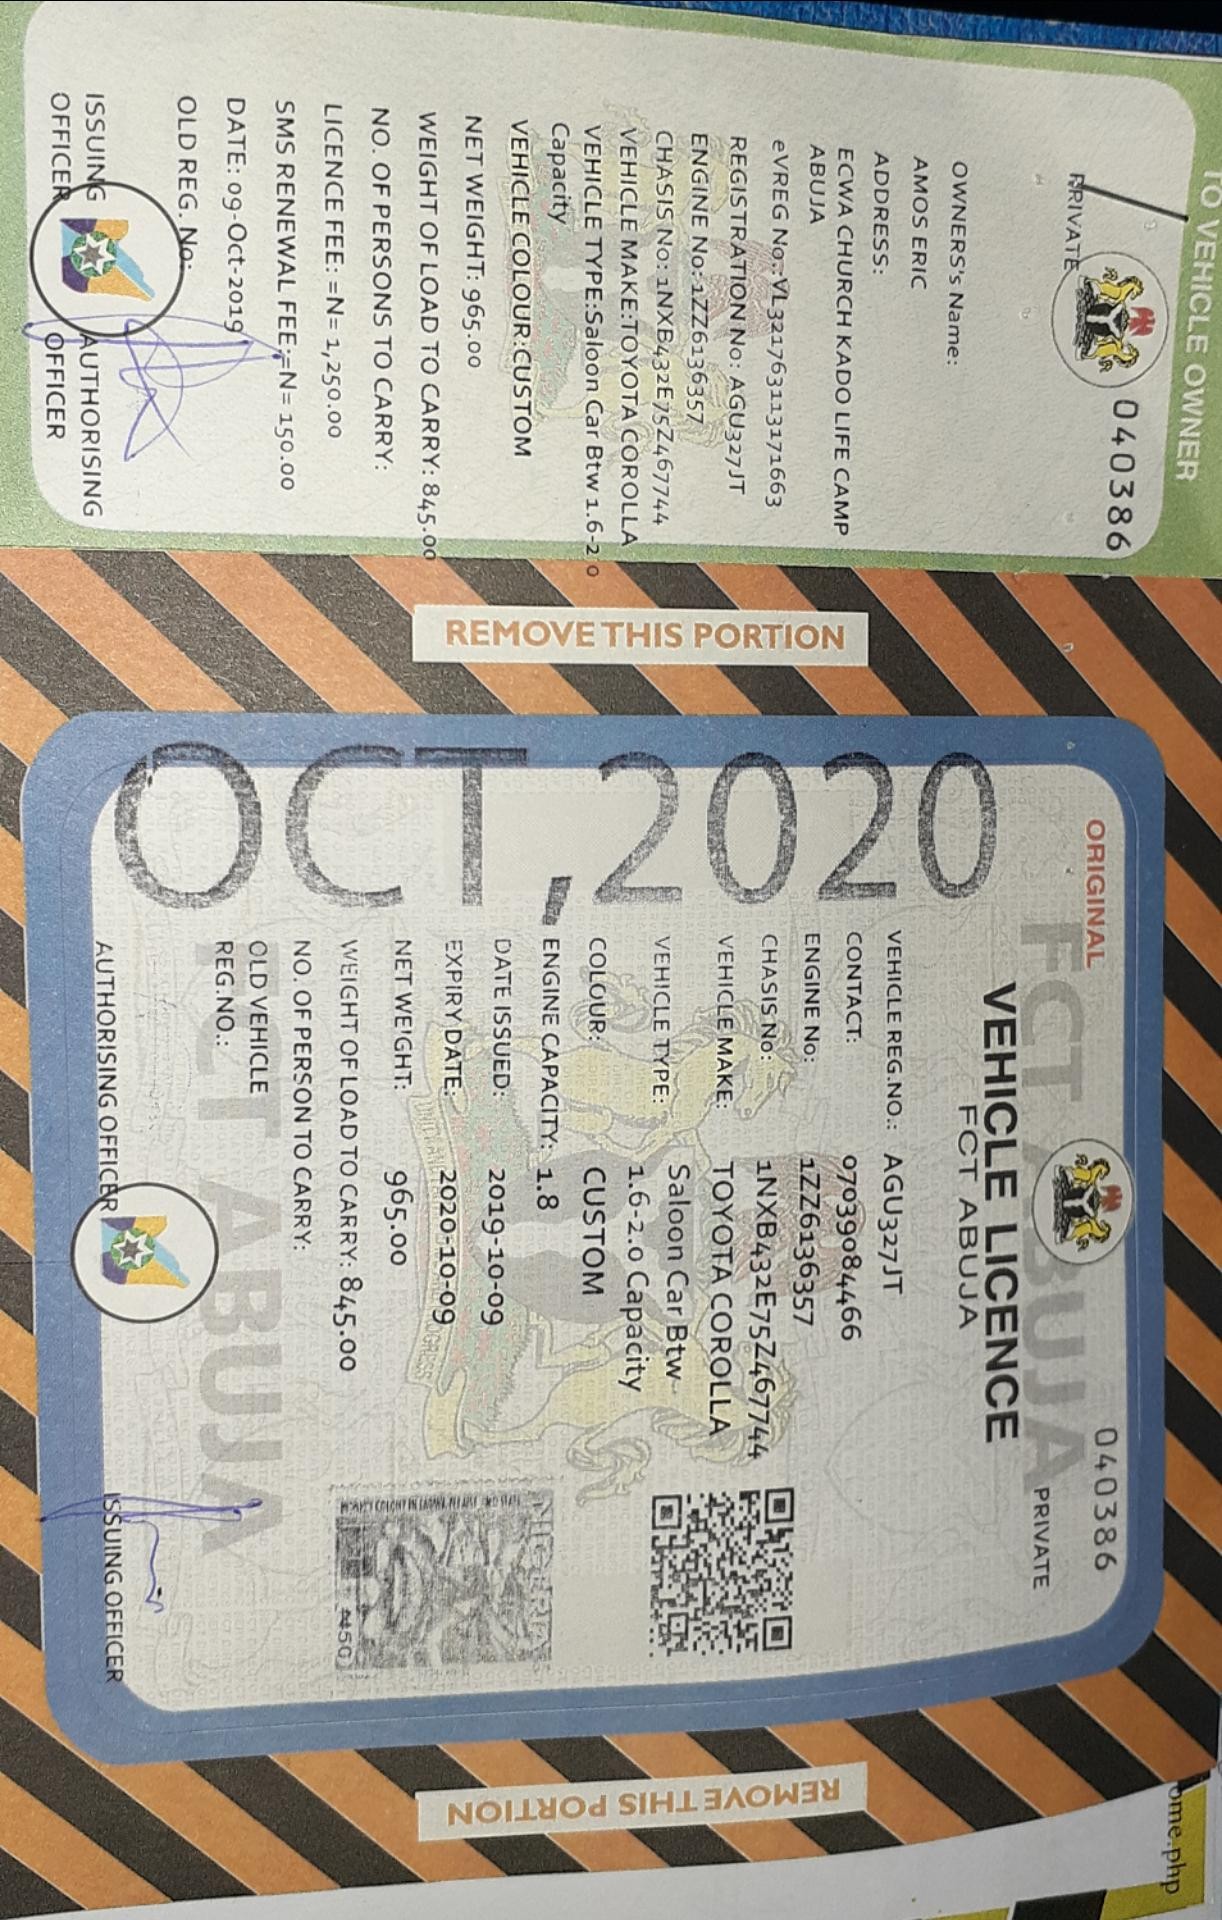 TO VEHICLE OWNER
040386
PRIVATE
OWNERS's Name:
AMOS ERIC
ADDRESS:
ECWA CHURCH KADO LIFE CAMP
ABUJA
eVREG No.:VL321763113171663
REGISTRATION No: AGU327JT
ENGINE No:1ZZ6136357
CHASIS No: 1NXB432E75Z467744
VEHICLE MAKE:TOYOTA COROLLA
VEHICLE TYPE:Saloon Car Btw 1.6-2.0
Capacity
VEHICLE COLOUR:CUSTOM
NET WEIGHT: 965.00
WEIGHT OF LOAD TO CARRY: 845.00
NO. OF PERSONS TO CARRY:
LICENCE FEE: =N= 1,250.00
SMS RENEWAL FEE:=N= 150.00
DATE: 09-Oct-2019
OLD REG. No:
ISSUING AUTHORISING
OFFICER OFFICER
REMOVE THIS PORTION
ORIGINAL
040386
FCT ABUJA
PRIVATE
VEHICLE LICENCE
FCT ABUJA
OCT,2020
VEHICLE REG.NO.: AGU327JT
CONTACT: 07039084466
ENGINE No: 1ZZ6136357
CHASIS No: 1NXB432E75Z467744
VEHICLE MAKE: TOYOTA COROLLA
VEHICLE TYPE: Saloon Car Btw
1.6-2.0 Capacity
COLOUR: CUSTOM
ENGINE CAPACITY: 1.8
DATE ISSUED: 2019-10-09
EXPIRY DATE: 2020-10-09
NET WEIGHT: 965.00
WEIGHT OF LOAD TO CARRY: 845.00
NO. OF PERSON TO CARRY:
OLD VEHICLE
REG.NO.:
FCT ABUJA
NIGERIA
₦450
AUTHORISING OFFICER
ISSUING OFFICER
REMOVE THIS PORTION
ome.php